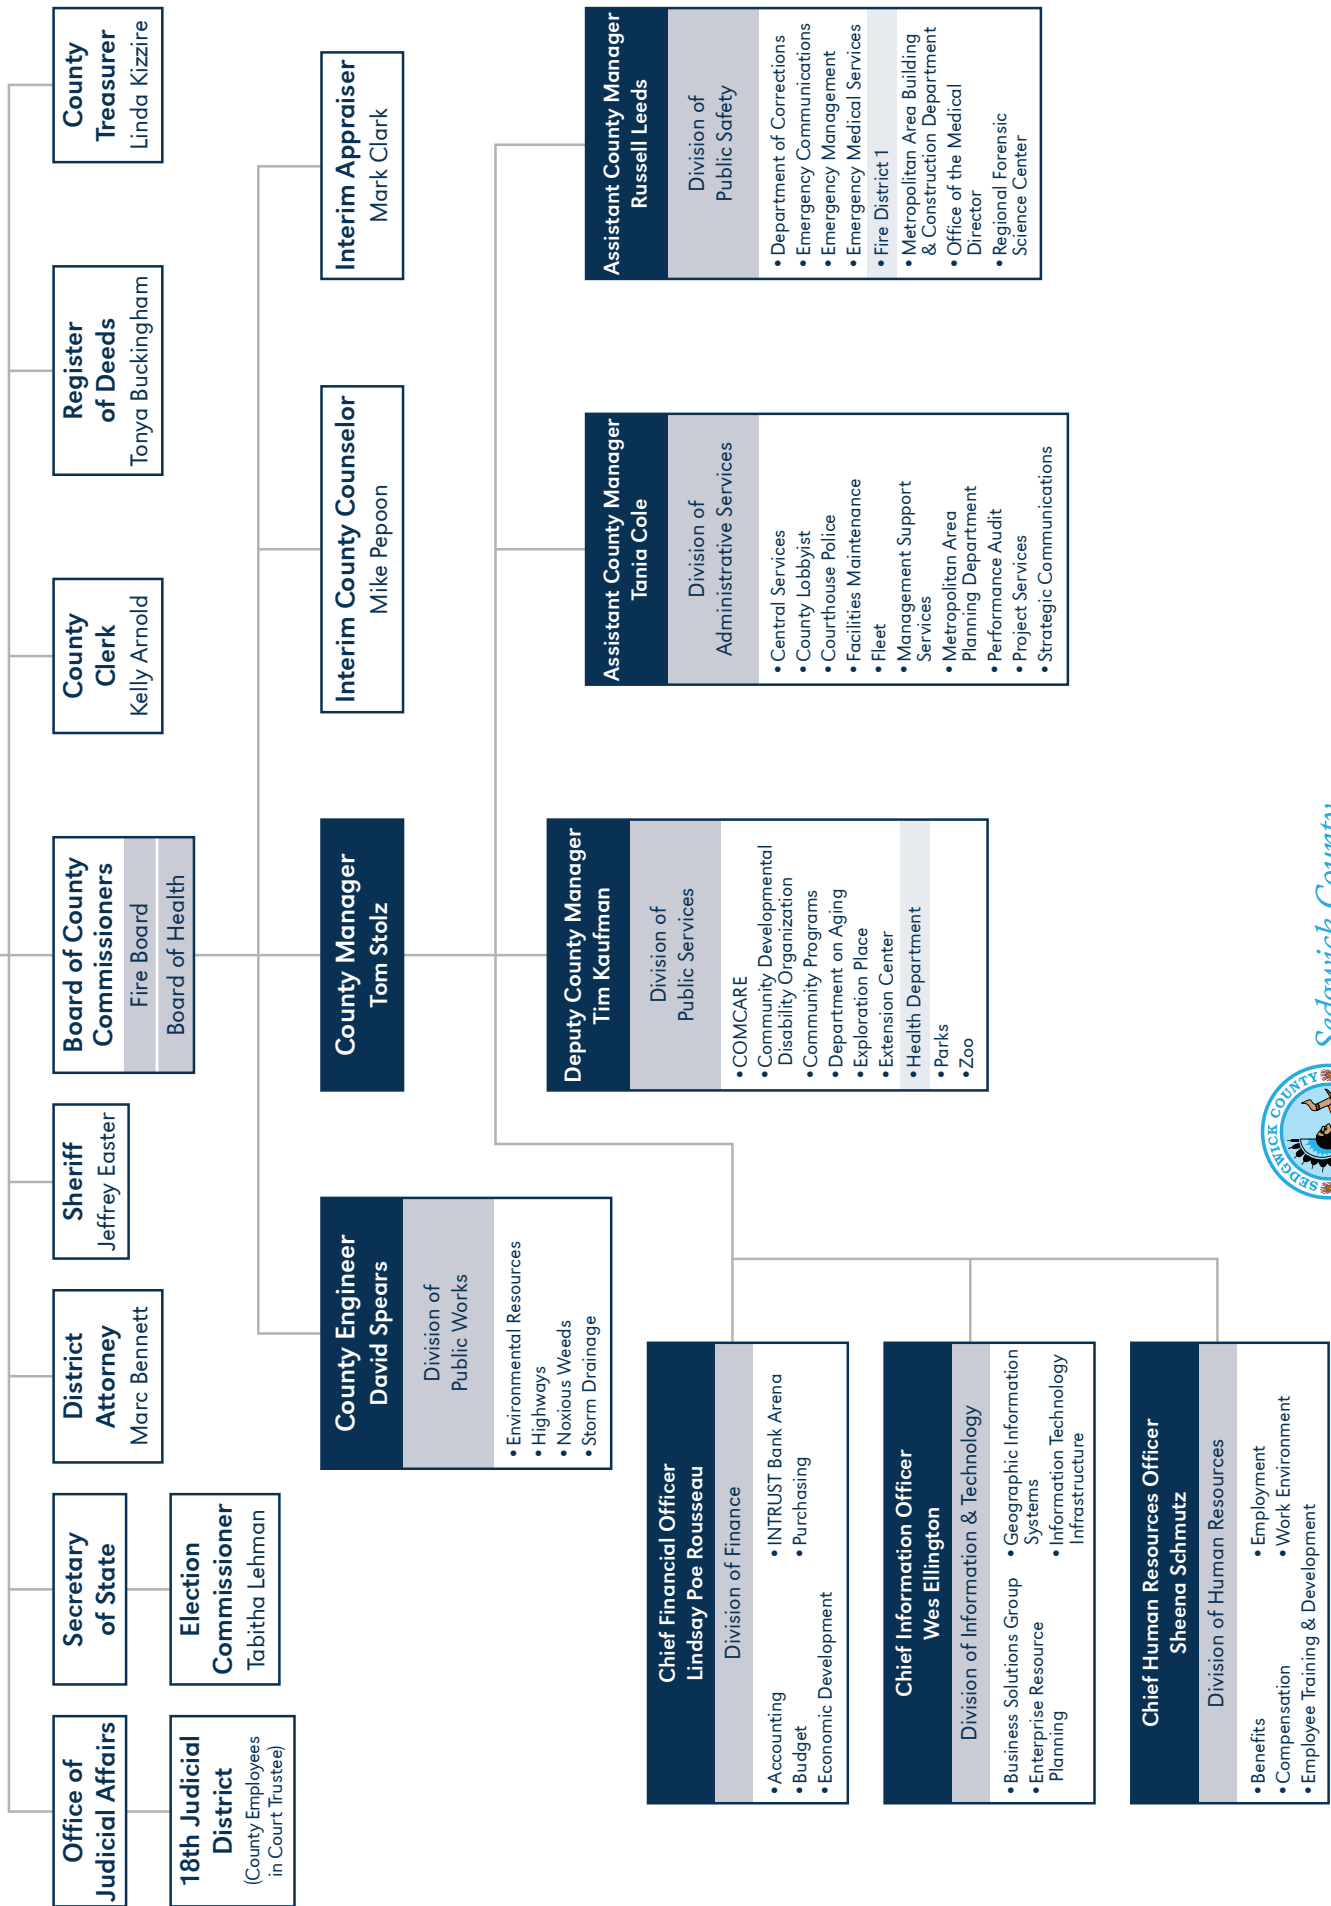 Office of
Judicial Affairs
18th Judicial
District
(County Employees
in Court Trustee)
Secretary
of State
Election
Commissioner
Tabitha Lehman
District
Attorney
Marc Bennett
Sheriff
Jeffrey Easter
Board of County
Commissioners
Fire Board
Board of Health
County
Clerk
Kelly Arnold
Register
of Deeds
Tonya Buckingham
County
Treasurer
Linda Kizzire
County Engineer
David Spears
Division of
Public Works
• Environmental Resources
• Highways
• Noxious Weeds
• Storm Drainage
County Manager
Tom Stolz
Interim County Counselor
Mike Pepoon
Interim Appraiser
Mark Clark
Deputy County Manager
Tim Kaufman
Division of
Public Services
• COMCARE
• Community Developmental
Disability Organization
• Community Programs
• Department on Aging
• Exploration Place
• Extension Center
• Health Department
• Parks
• Zoo
Assistant County Manager
Tania Cole
Division of
Administrative Services
• Central Services
• County Lobbyist
• Courthouse Police
• Facilities Maintenance
• Fleet
• Management Support
Services
• Metropolitan Area
Planning Department
• Performance Audit
• Project Services
• Strategic Communications
Assistant County Manager
Russell Leeds
Division of
Public Safety
• Department of Corrections
• Emergency Communications
• Emergency Management
• Emergency Medical Services
• Fire District 1
• Metropolitan Area Building
& Construction Department
• Office of the Medical
Director
• Regional Forensic
Science Center
Chief Financial Officer
Lindsay Poe Rousseau
Division of Finance
• Accounting
• Budget
• Economic Development
• INTRUST Bank Arena
• Purchasing
Chief Information Officer
Wes Ellington
Division of Information & Technology
• Business Solutions Group
• Enterprise Resource
Planning
• Geographic Information
Systems
• Information Technology
Infrastructure
Chief Human Resources Officer
Sheena Schmutz
Division of Human Resources
• Benefits
• Compensation
• Employee Training & Development
• Employment
• Work Environment
SEDGWICK COUNTY
Sedgwick County